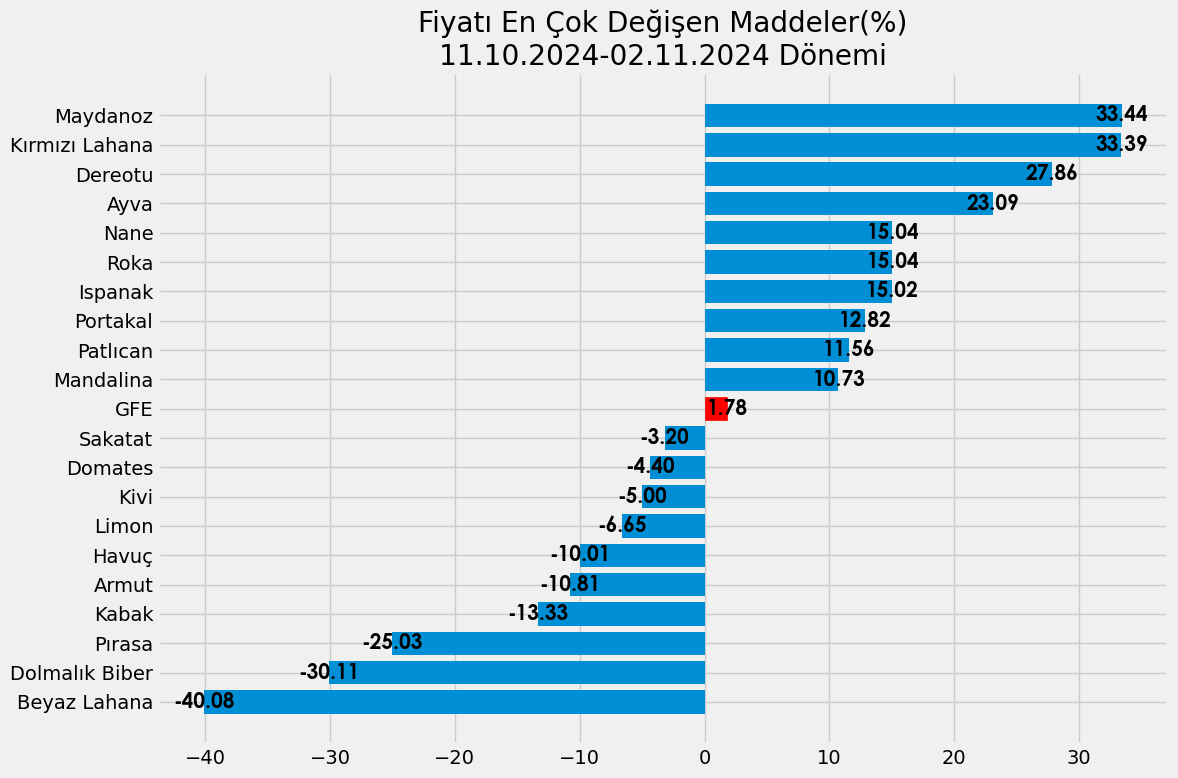 Fiyatı En Çok Değişen Maddeler(%)
11.10.2024-02.11.2024 Dönemi
Maydanoz 33.44
Kırmızı Lahana 33.39
Dereotu 27.86
Ayva 23.09
Nane 15.04
Roka 15.04
Ispanak 15.02
Portakal 12.82
Patlıcan 11.56
Mandalina 10.73
GFE 1.78
Sakatat -3.20
Domates -4.40
Kivi -5.00
Limon -6.65
Havuç -10.01
Armut -10.81
Kabak -13.33
Pırasa -25.03
Dolmalık Biber -30.11
Beyaz Lahana -40.08
−40 −30 −20 −10 0 10 20 30